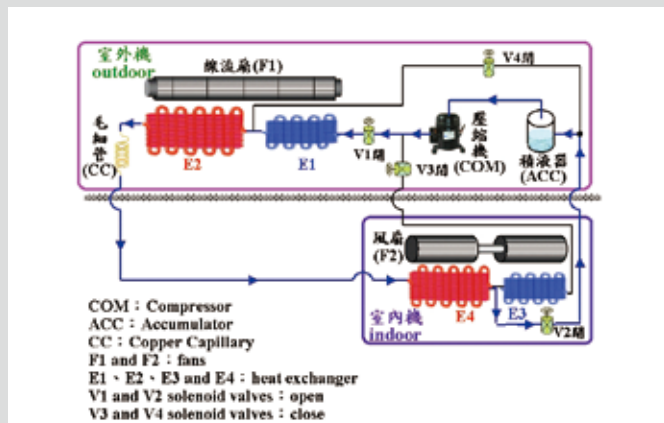 室外機
outdoor
線流扇(F1)
V4閉
毛細管
(CC)
E2
E1
V1開
V3閉
壓縮機
(COM)
積液器
(ACC)
風扇
(F2)
E4
E3
V2開
室內機
indoor
COM：Compressor
ACC：Accumulator
CC：Copper Capillary
F1 and F2：fans
E1、E2、E3 and E4：heat exchanger
V1 and V2 solenoid valves：open
V3 and V4 solenoid valves：close